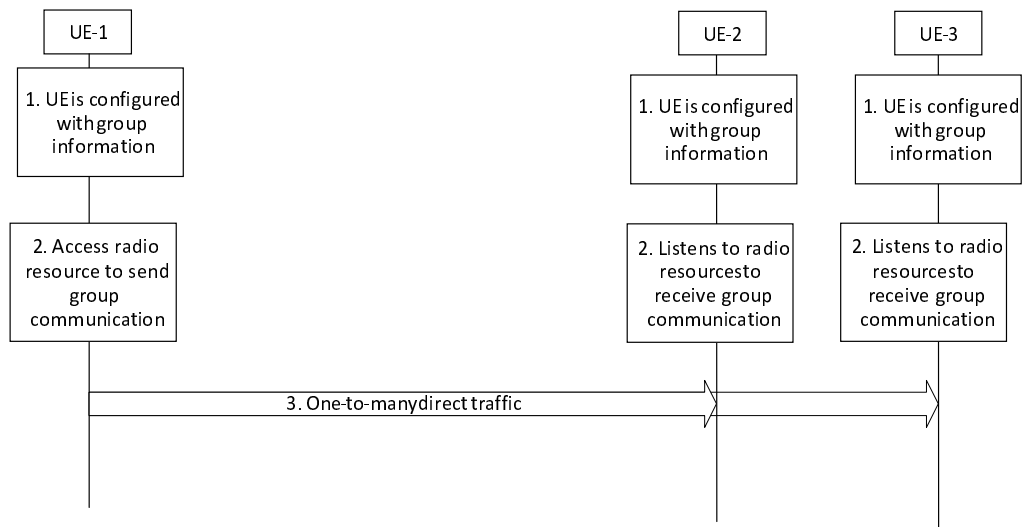 UE-1
UE-2
UE-3
1. UE is configured
with group
information
1. UE is configured
with group
information
1. UE is configured
with group
information
2. Access radio
resource to send
group
communication
2. Listens to radio
resourcesto
receive group
communication
2. Listens to radio
resourcesto
receive group
communication
3. One-to-manydirect traffic